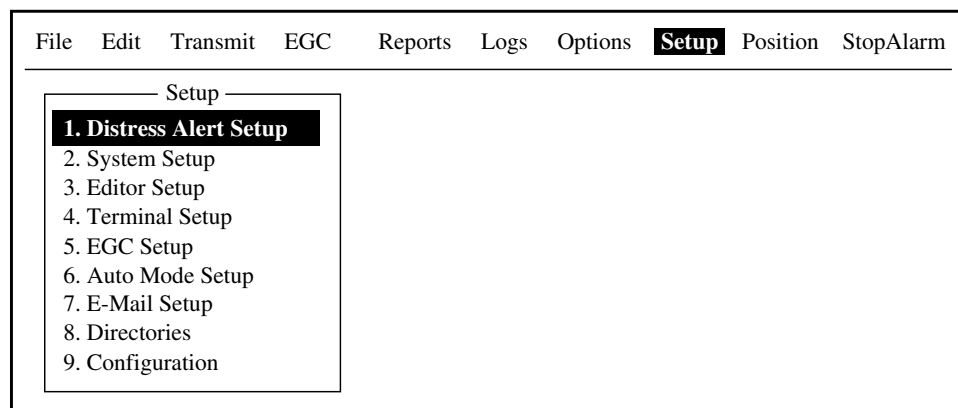 File Edit Transmit EGC Reports Logs Options Setup Position StopAlarm
Setup
1. Distress Alert Setup
2. System Setup
3. Editor Setup
4. Terminal Setup
5. EGC Setup
6. Auto Mode Setup
7. E-Mail Setup
8. Directories
9. Configuration